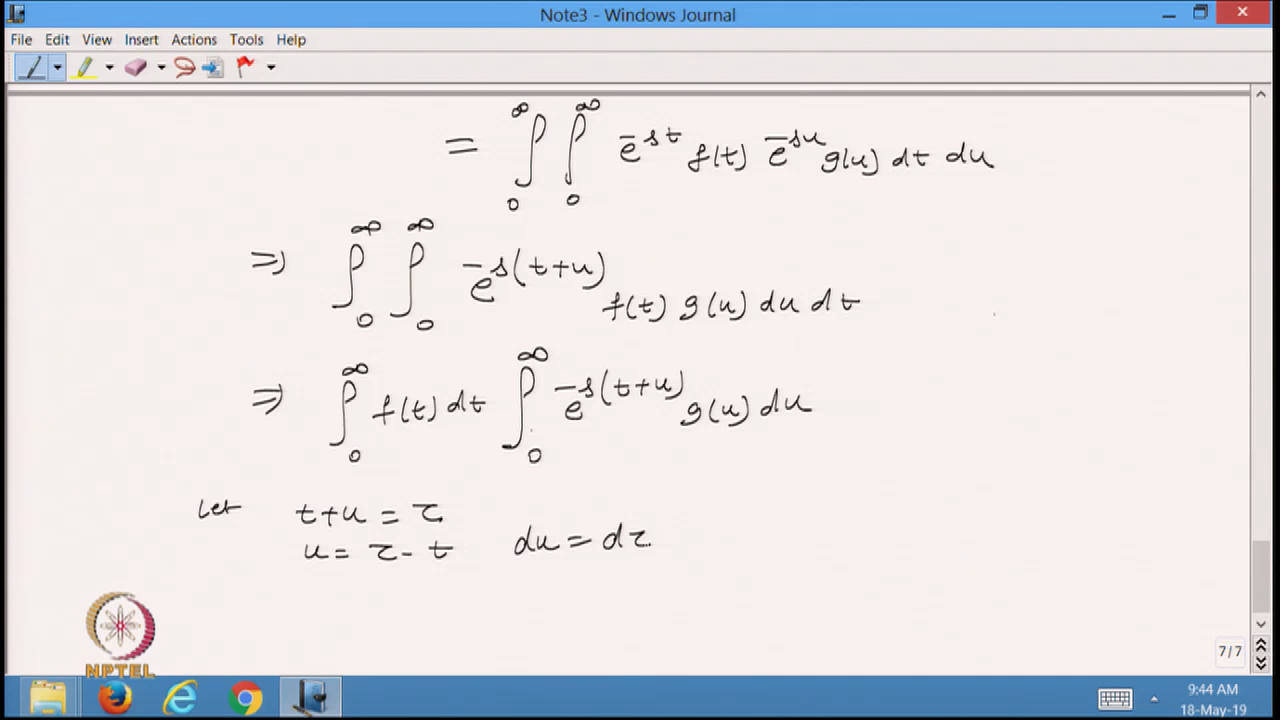 Note3 - Windows Journal
File Edit View Insert Actions Tools Help
= ∫₀^∞ ∫₀^∞ e^{-st} f(t) e^{-su} g(u) dt du
⇒ ∫₀^∞ ∫₀^∞ e^{-s(t+u)} f(t) g(u) du dt
⇒ ∫₀^∞ f(t) dt ∫₀^∞ e^{-s(t+u)} g(u) du
Let t+u = τ
u = τ - t du = dτ
NPTEL
7/7
9:44 AM
18-May-19